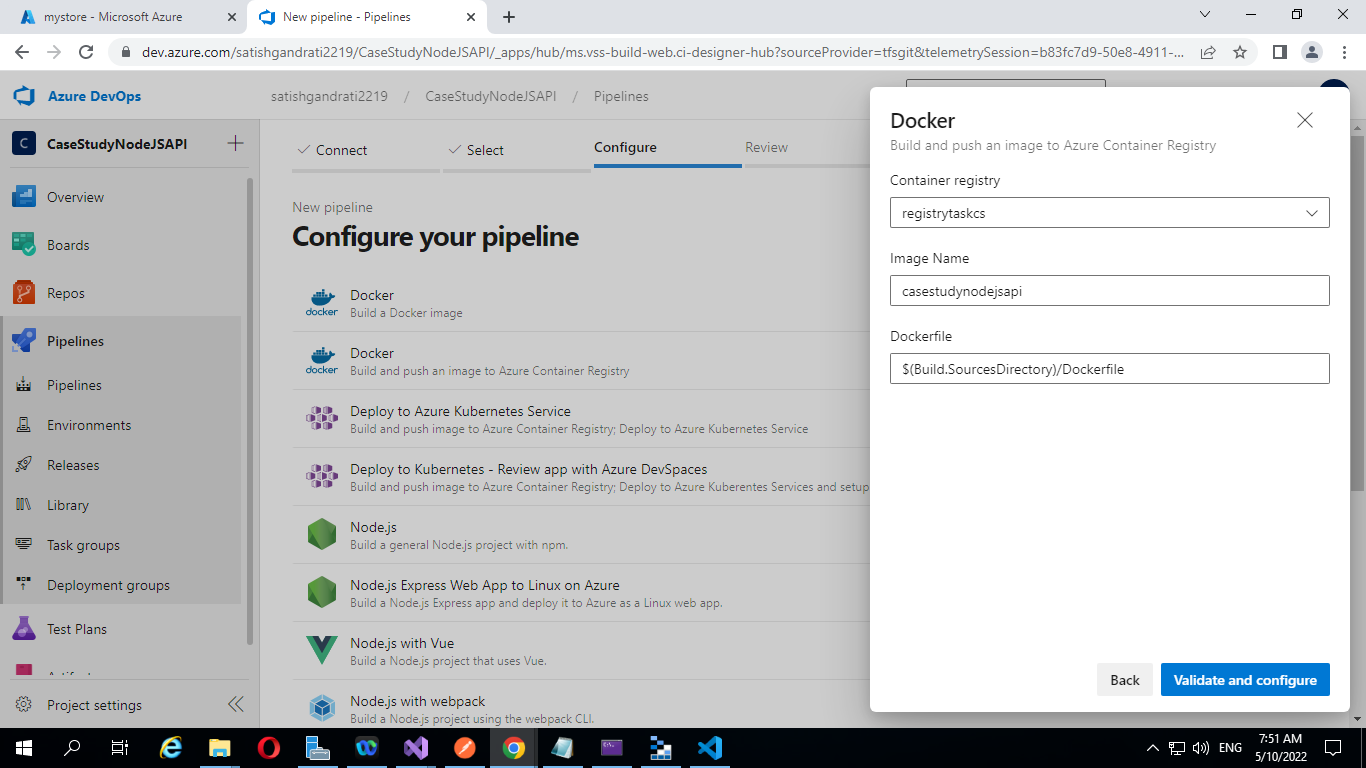 mystore - Microsoft Azure
New pipeline - Pipelines
dev.azure.com/satishgandrati2219/CaseStudyNodeJSAPI/_apps/hub/ms.vss-build-web.ci-designer-hub?sourceProvider=tfsgit&telemetrySession=b83fc7d9-50e8-4911-...
Azure DevOps
satishgandrati2219 / CaseStudyNodeJSAPI / Pipelines
C CaseStudyNodeJSAPI
Overview
Boards
Repos
Pipelines
Pipelines
Environments
Releases
Library
Task groups
Deployment groups
Test Plans
Project settings
Connect
Select
Configure
Review
New pipeline
Configure your pipeline
docker
Docker
Build a Docker image
docker
Docker
Build and push an image to Azure Container Registry
Deploy to Azure Kubernetes Service
Build and push image to Azure Container Registry; Deploy to Azure Kubernetes Service
Deploy to Kubernetes - Review app with Azure DevSpaces
Build and push image to Azure Container Registry; Deploy to Azure Kuberentes Services and setup
Node.js
Build a general Node.js project with npm.
Node.js Express Web App to Linux on Azure
Build a Node.js Express app and deploy it to Azure as a Linux web app.
Node.js with Vue
Build a Node.js project that uses Vue.
Node.js with webpack
Build a Node.js project using the webpack CLI.
Docker
Build and push an image to Azure Container Registry
Container registry
registrytaskcs
Image Name
casestudynodejsapi
Dockerfile
$(Build.SourcesDirectory)/Dockerfile
Back
Validate and configure
ENG
7:51 AM
5/10/2022